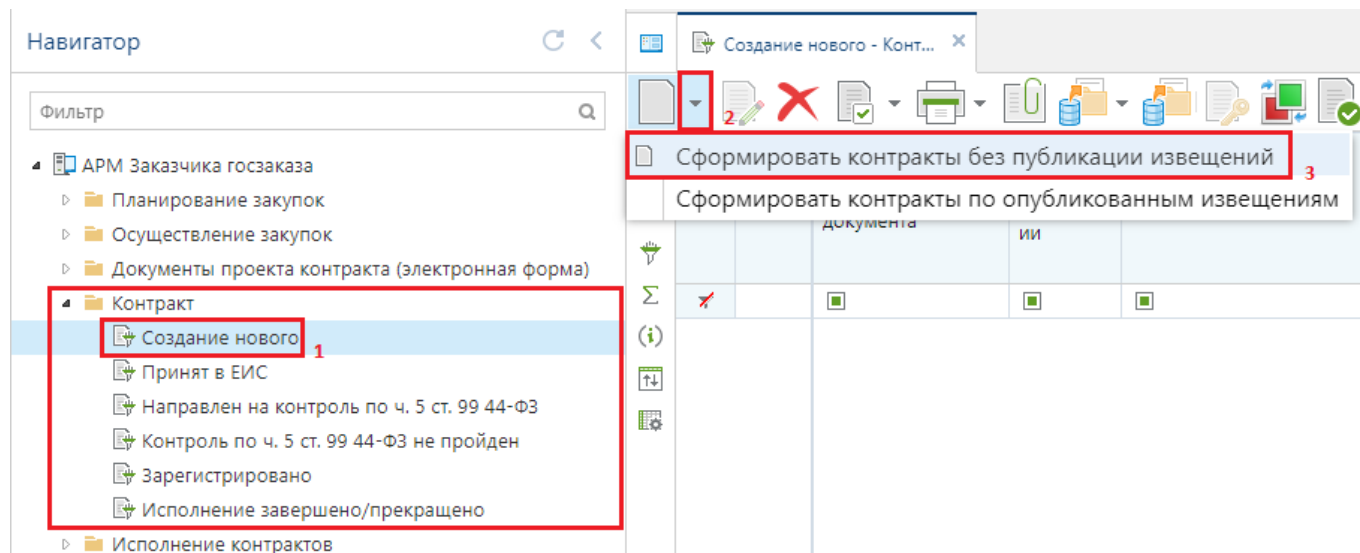 Навигатор
Создание нового - Конт...
Фильтр
2
АРМ Заказчика госзаказа
Сформировать контракты без публикации извещений
3
Планирование закупок
Сформировать контракты по опубликованным извещениям
Осуществление закупок
документа
ии
Документы проекта контракта (электронная форма)
Контракт
Создание нового
1
Принят в ЕИС
Направлен на контроль по ч. 5 ст. 99 44-ФЗ
Контроль по ч. 5 ст. 99 44-ФЗ не пройден
Зарегистрировано
Исполнение завершено/прекращено
Исполнение контрактов